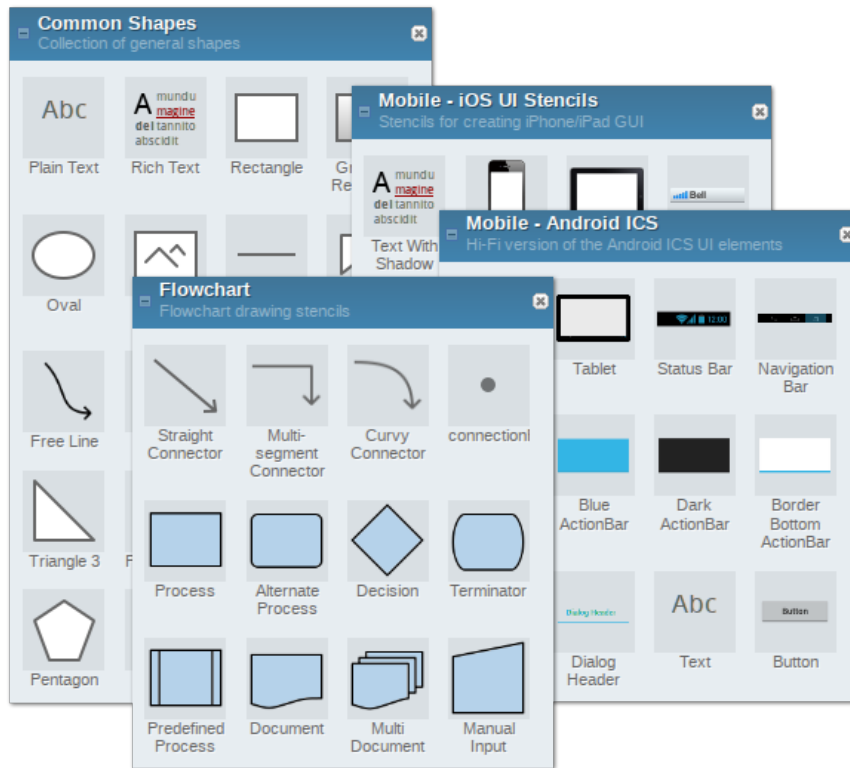 Common Shapes
Collection of general shapes
Abc
Plain Text
A mundu
magine
del tannito
abscidit
Rich Text
Rectangle
Oval
Free Line
Triangle 3
Pentagon
Mobile - iOS UI Stencils
Stencils for creating iPhone/iPad GUI
A mundu
magine
del tannito
abscidit
Text With
Shadow
Bell
Mobile - Android ICS
Hi-Fi version of the Android ICS UI elements
Tablet
12:00
Status Bar
Navigation
Bar
Blue
ActionBar
Dark
ActionBar
Border
Bottom
ActionBar
Dialog Header
Dialog
Header
Abc
Text
Button
Button
Flowchart
Flowchart drawing stencils
Straight
Connector
Multi-
segment
Connector
Curvy
Connector
Process
Alternate
Process
Decision
Terminator
Predefined
Process
Document
Multi
Document
Manual
Input